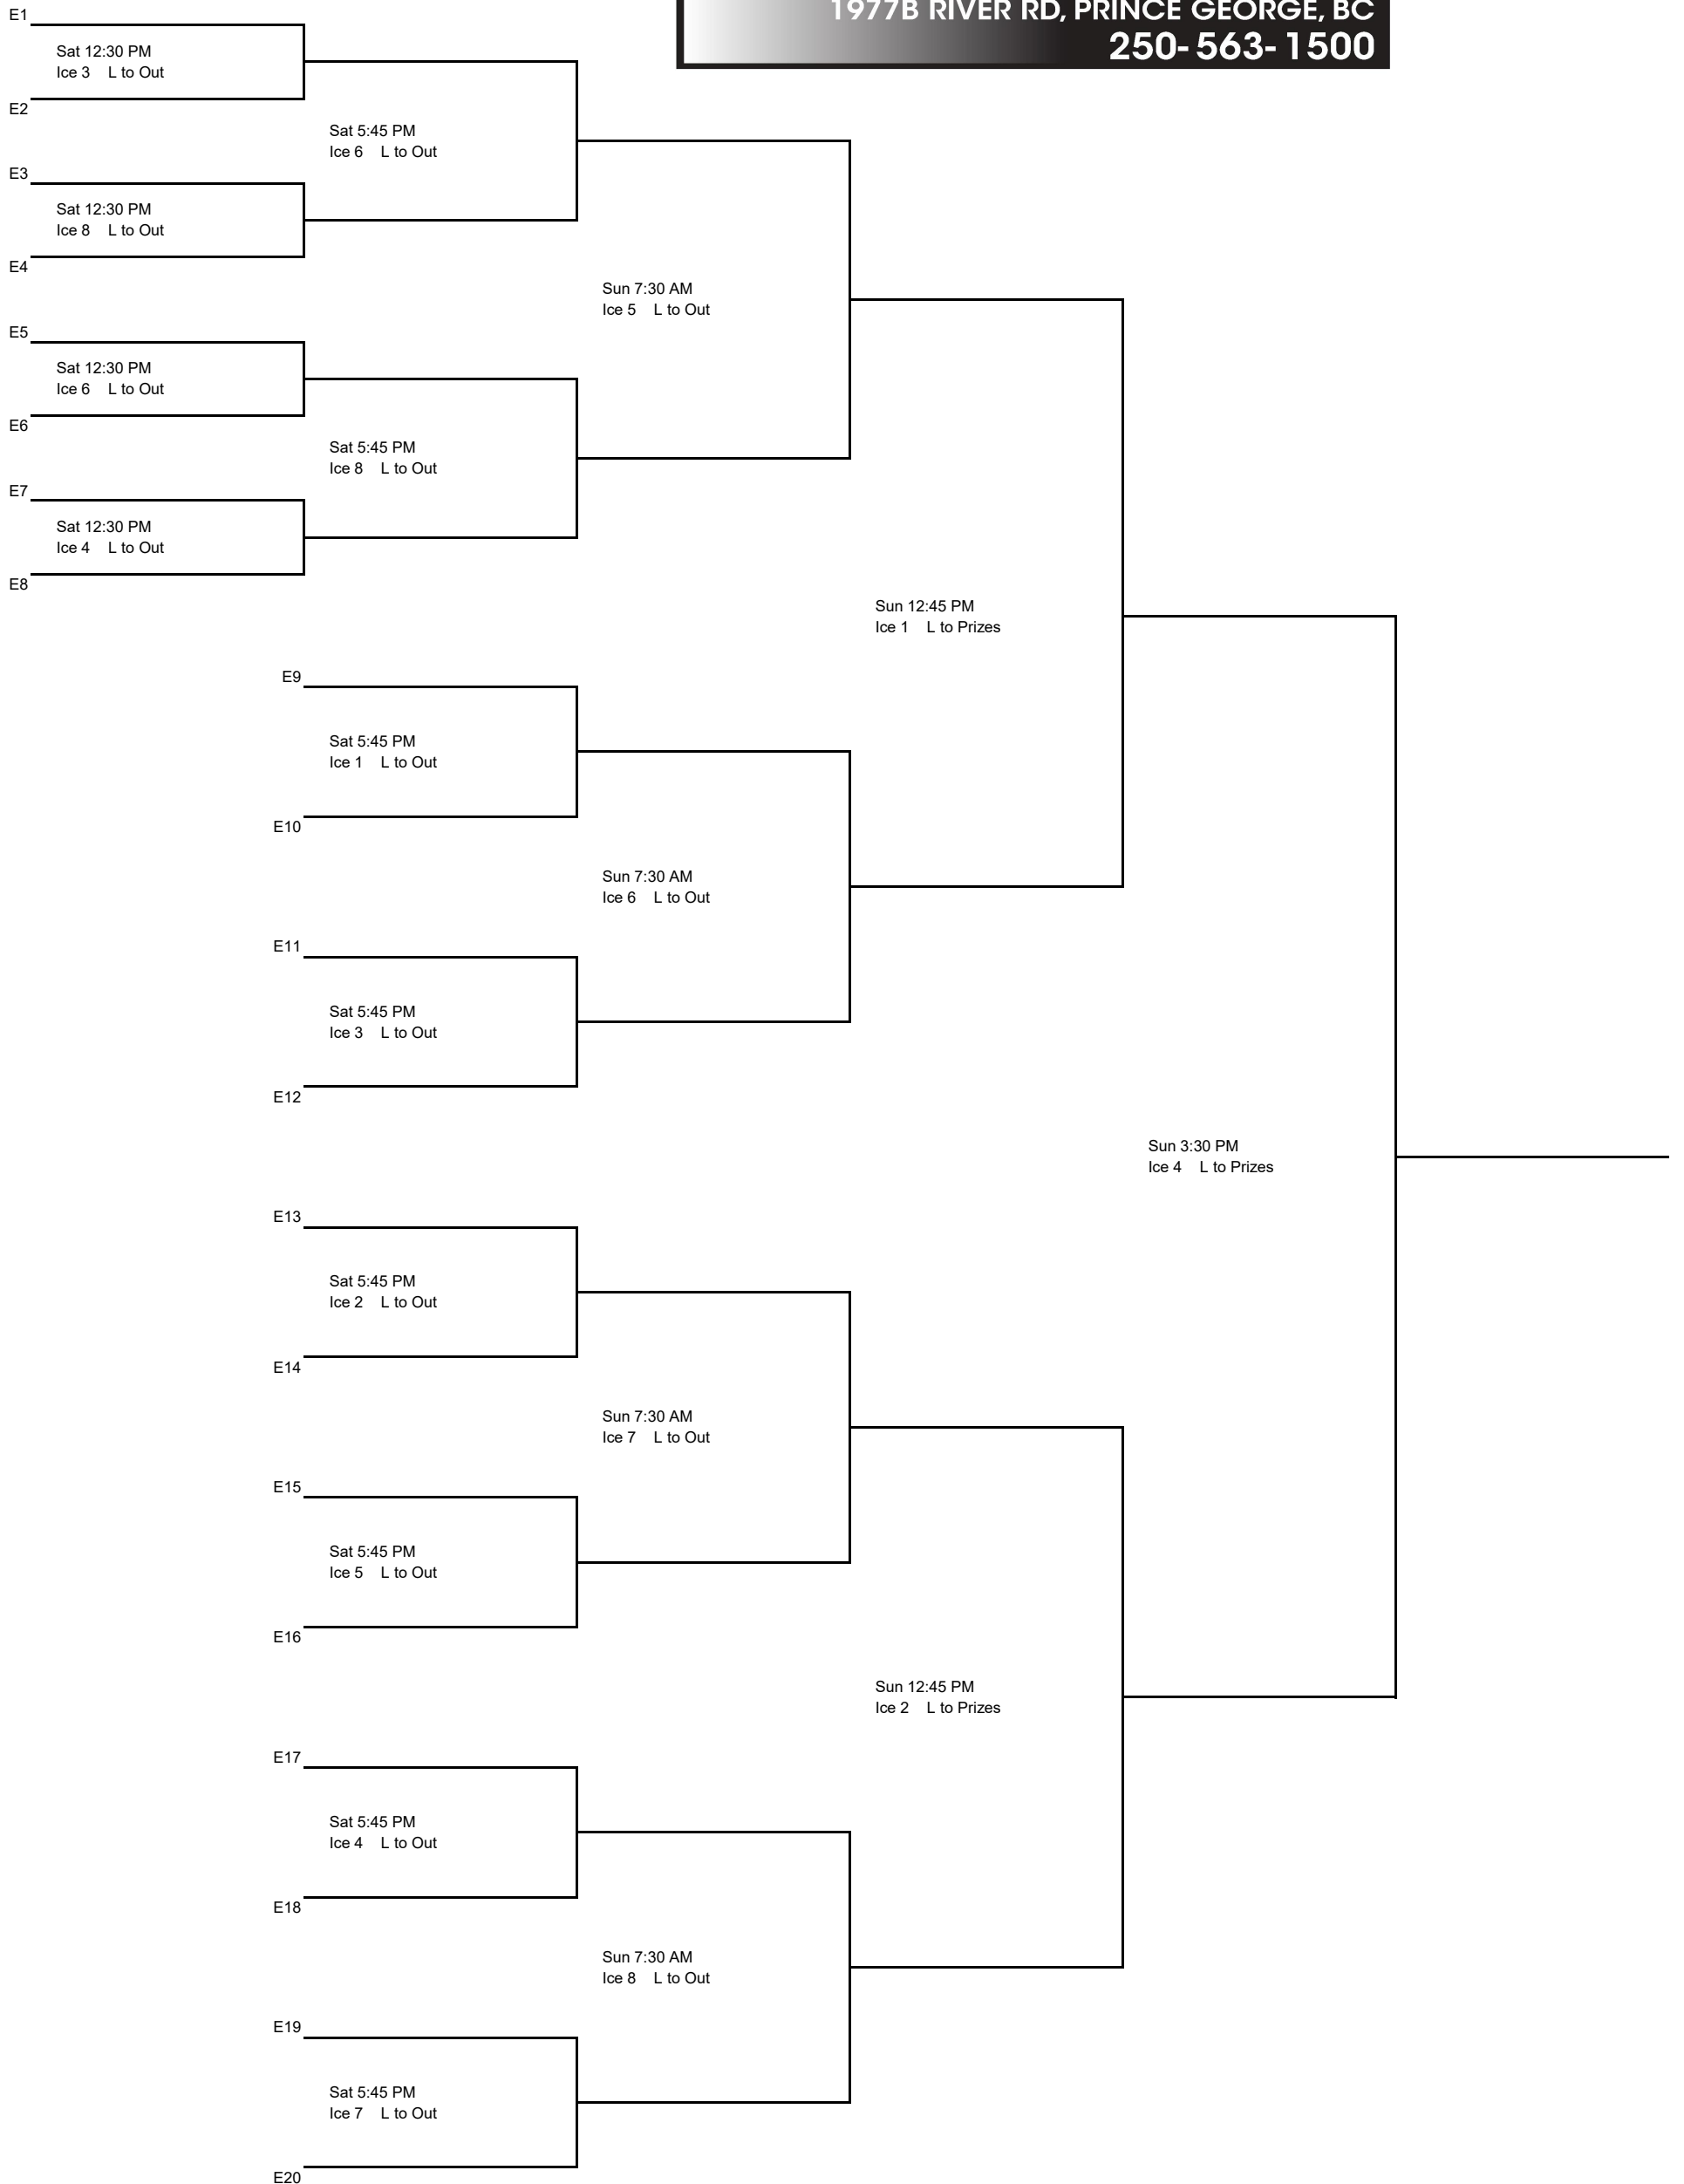 1977B RIVER RD, PRINCE GEORGE, BC
250-563-1500
E1
Sat 12:30 PM
Ice 3 L to Out
E2
Sat 5:45 PM
Ice 6 L to Out
E3
Sat 12:30 PM
Ice 8 L to Out
E4
Sun 7:30 AM
Ice 5 L to Out
E5
Sat 12:30 PM
Ice 6 L to Out
E6
Sat 5:45 PM
Ice 8 L to Out
E7
Sat 12:30 PM
Ice 4 L to Out
E8
Sun 12:45 PM
Ice 1 L to Prizes
E9
Sat 5:45 PM
Ice 1 L to Out
E10
Sun 7:30 AM
Ice 6 L to Out
E11
Sat 5:45 PM
Ice 3 L to Out
E12
Sun 3:30 PM
Ice 4 L to Prizes
E13
Sat 5:45 PM
Ice 2 L to Out
E14
Sun 7:30 AM
Ice 7 L to Out
E15
Sat 5:45 PM
Ice 5 L to Out
E16
Sun 12:45 PM
Ice 2 L to Prizes
E17
Sat 5:45 PM
Ice 4 L to Out
E18
Sun 7:30 AM
Ice 8 L to Out
E19
Sat 5:45 PM
Ice 7 L to Out
E20